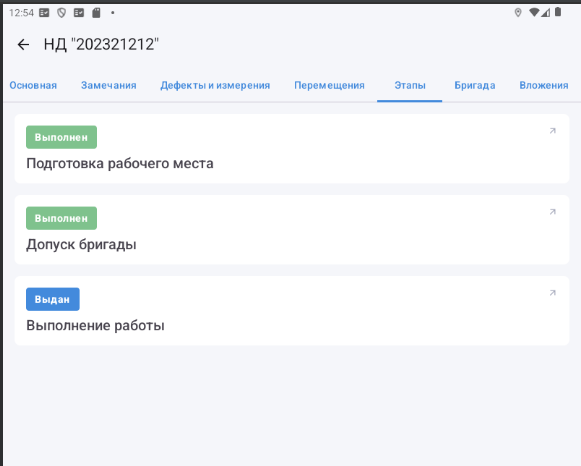 12:54
НД "202321212"
Основная Замечания Дефекты и измерения Перемещения Этапы Бригада Вложения
Выполнен
Подготовка рабочего места
Выполнен
Допуск бригады
Выдан
Выполнение работы